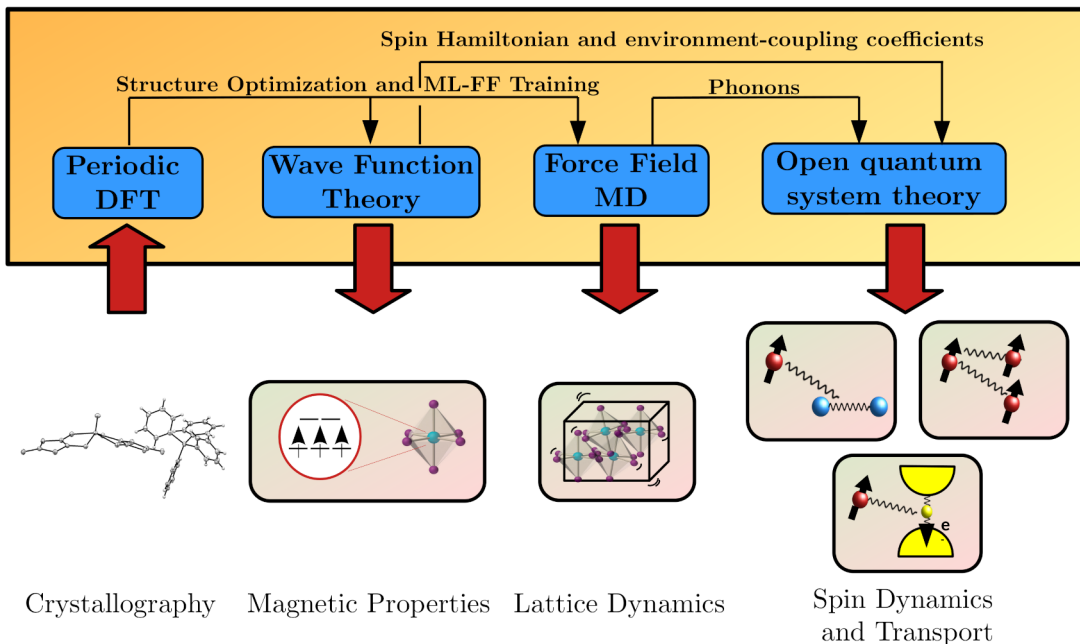 Spin Hamiltonian and environment-coupling coefficients
Structure Optimization and ML-FF Training
Phonons
Periodic
DFT
Wave Function
Theory
Force Field
MD
Open quantum
system theory
e
-
Crystallography
Magnetic Properties
Lattice Dynamics
Spin Dynamics
and Transport